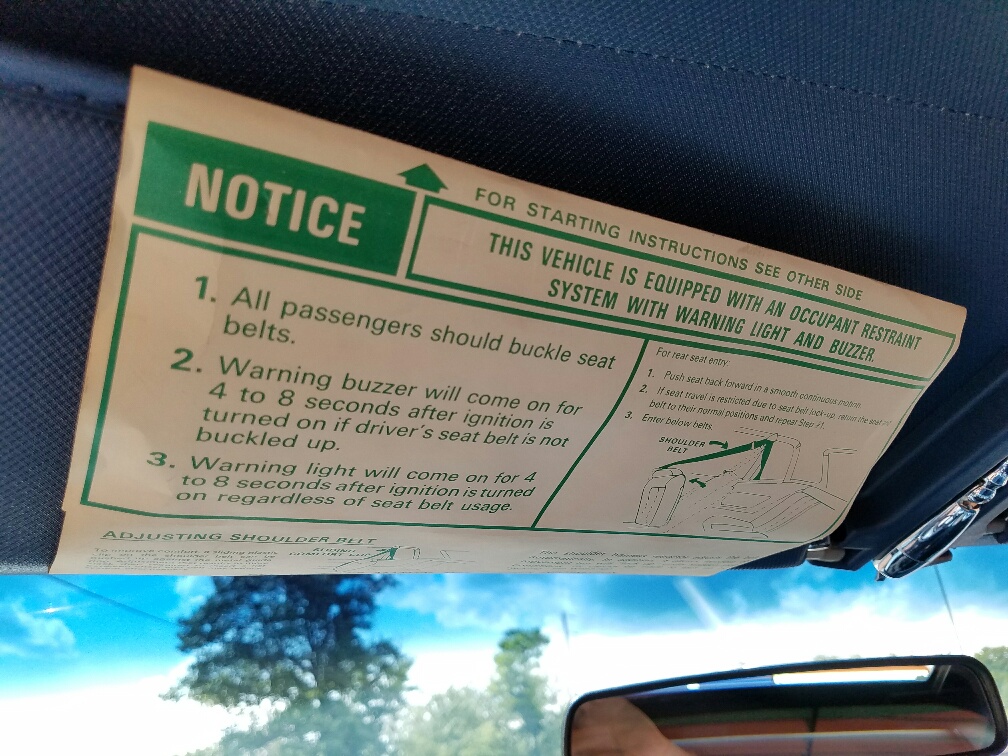 FOR STARTING INSTRUCTIONS SEE OTHER SIDE
NOTICE
THIS VEHICLE IS EQUIPPED WITH AN OCCUPANT RESTRAINT
SYSTEM WITH WARNING LIGHT AND BUZZER.
1. All passengers should buckle seat
belts.
2. Warning buzzer will come on for
4 to 8 seconds after ignition is
turned on if driver's seat belt is not
buckled up.
3. Warning light will come on for 4
to 8 seconds after ignition is turned
on regardless of seat belt usage.
For rear seat entry:
1. Push seat back forward in a smooth continuous motion.
2. If seat travel is restricted due to seat belt lock-up, return the seat and
belt to their normal positions and repeat Step #1.
3. Enter below belts.
SHOULDER
BELT
ADJUSTING SHOULDER BELT